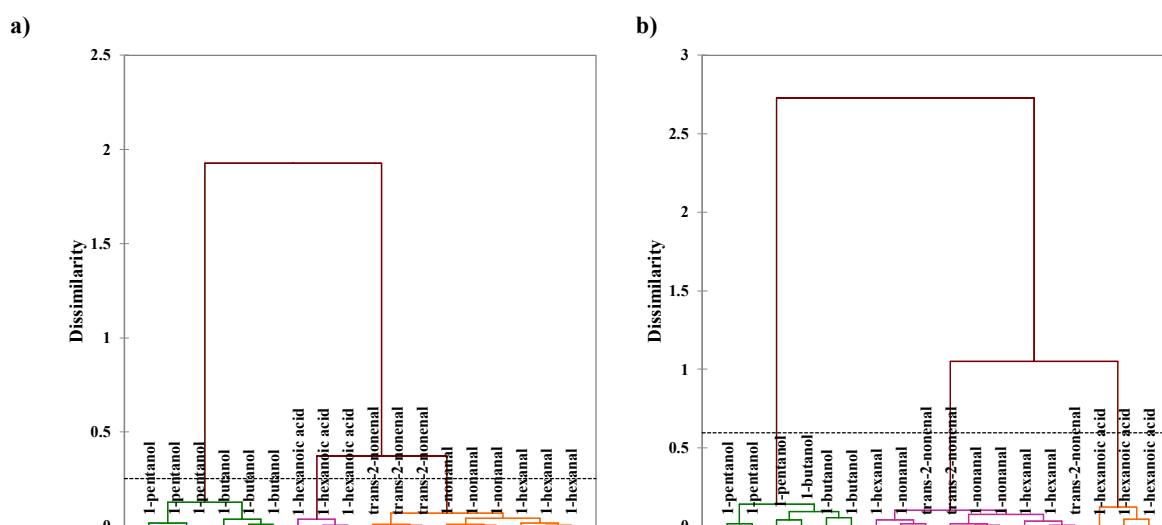 a)
2.5
2
1.5
1
0.5
0
Dissimilarity
1-pentanol
1-pentanol
1-pentanol
1-butanol
1-butanol
1-butanol
1-hexanoic acid
1-hexanoic acid
1-hexanoic acid
trans-2-nonenal
trans-2-nonenal
trans-2-nonenal
1-nonanal
1-nonanal
1-nonanal
1-hexanal
1-hexanal
1-hexanal
b)
3
2.5
2
1.5
1
0.5
0
Dissimilarity
1-pentanol
1-pentanol
1-pentanol
1-butanol
1-butanol
1-butanol
1-hexanal
1-nonanal
trans-2-nonenal
trans-2-nonenal
1-nonanal
1-nonanal
1-hexanal
1-hexanal
trans-2-nonenal
1-hexanoic acid
1-hexanoic acid
1-hexanoic acid